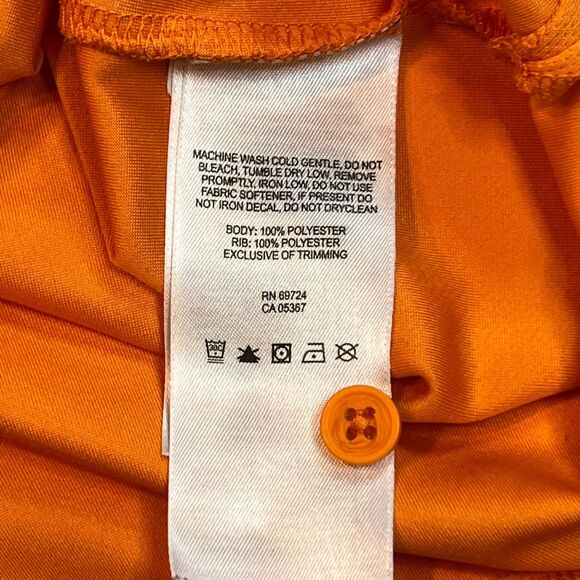 MACHINE WASH COLD GENTLE, DO NOT
BLEACH, TUMBLE DRY LOW, REMOVE
PROMPTLY, IRON LOW, DO NOT USE
FABRIC SOFTENER, IF PRESENT DO
NOT IRON DECAL, DO NOT DRYCLEAN
BODY: 100% POLYESTER
RIB: 100% POLYESTER
EXCLUSIVE OF TRIMMING
RN 69724
CA 05367
30C